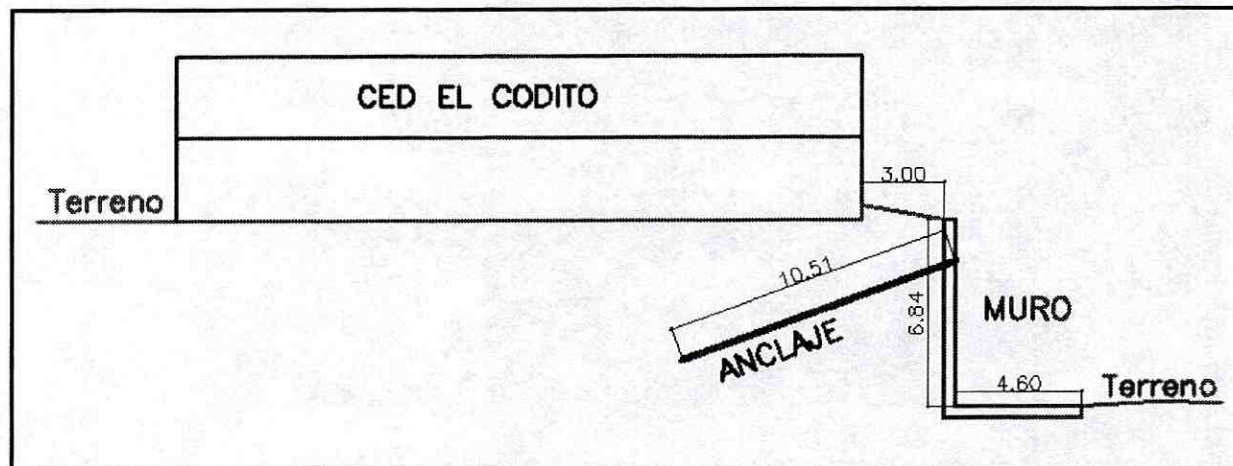 CED EL CODITO
Terreno
3.00
10.51
6.84
ANCLAJE
MURO
4.60
Terreno